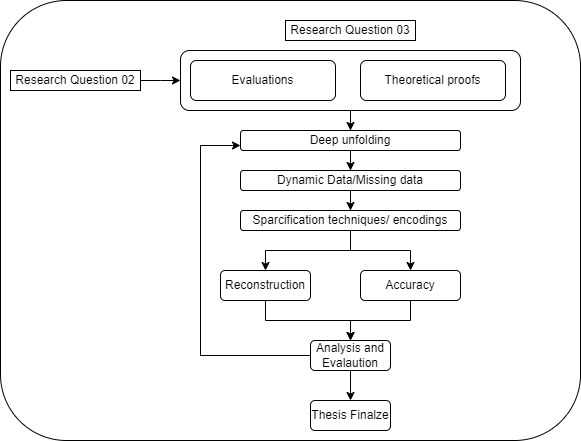 Research Question 03
Research Question 02
Evaluations
Theoretical proofs
Deep unfolding
Dynamic Data/Missing data
Sparcification techniques/ encodings
Reconstruction
Accuracy
Analysis and
Evalaution
Thesis Finalze